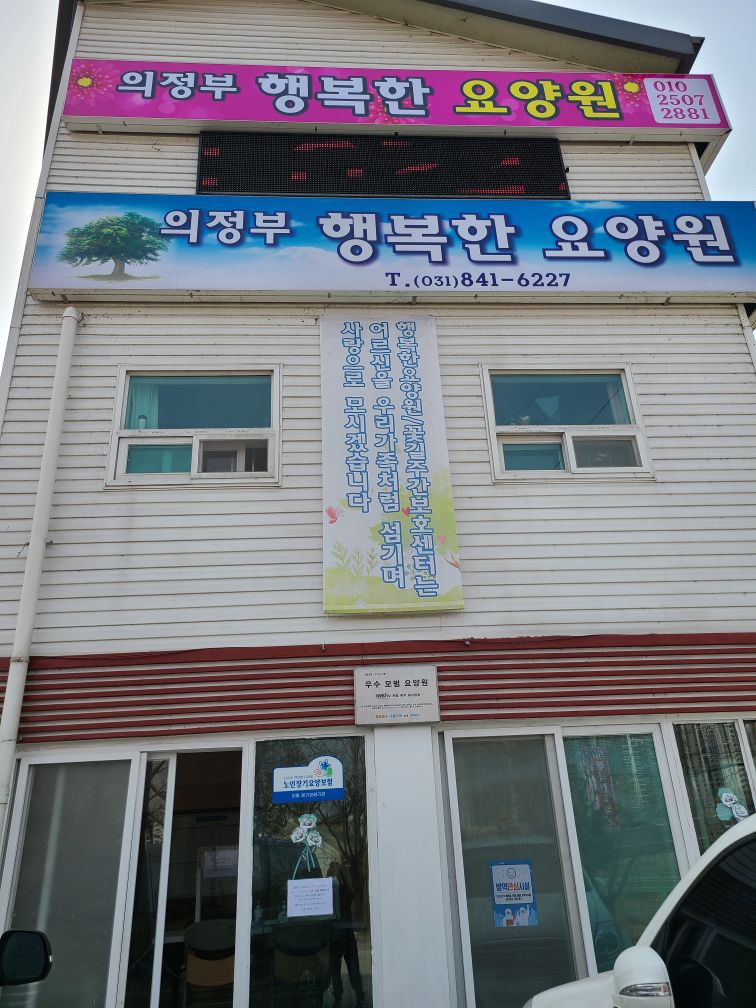 의정부 행복한 요양원
010
2507
2881
의정부 행복한 요양원
T.(031)841-6227
행복한요양원/꽃길주간보호센터는
어르신을 우리가족처럼 섬기며
사랑으로 모시겠습니다
우수 모범 요양원
노인장기요양보험
방역안심시설